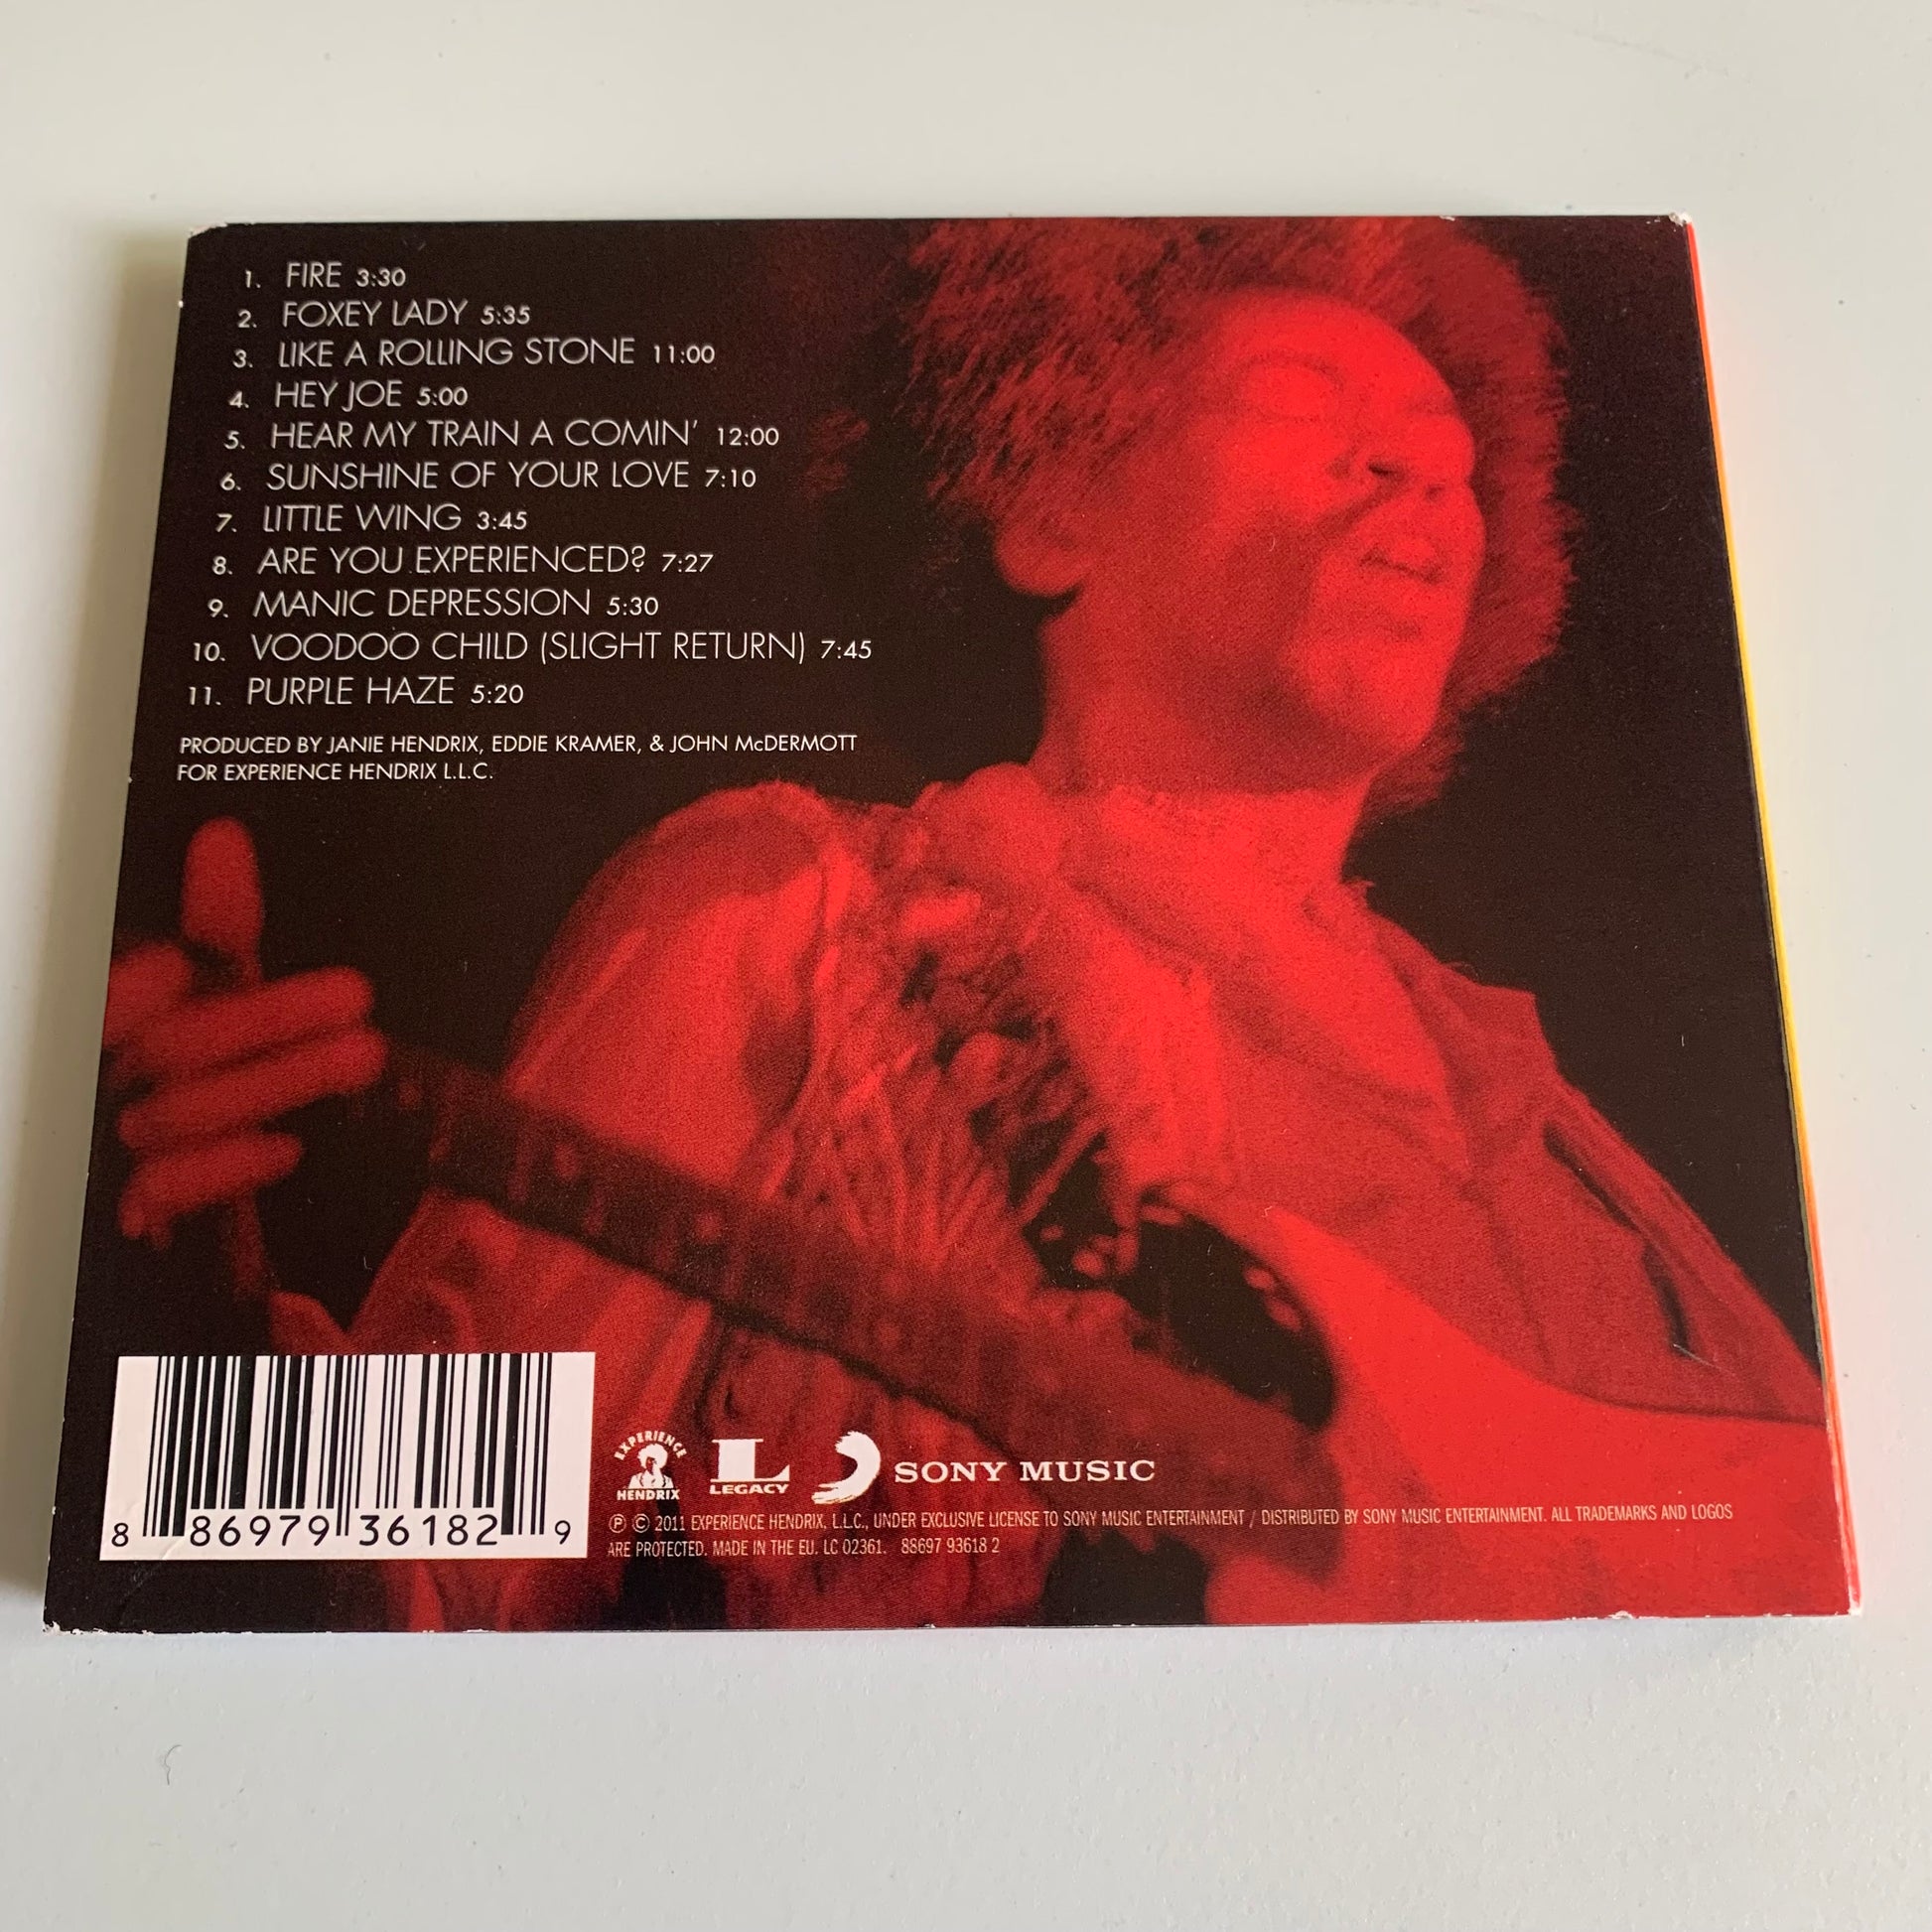 1. FIRE 3:30
2. FOXEY LADY 5:35
3. LIKE A ROLLING STONE 11:00
4. HEY JOE 5:00
5. HEAR MY TRAIN A COMIN' 12:00
6. SUNSHINE OF YOUR LOVE 7:10
7. LITTLE WING 3:45
8. ARE YOU EXPERIENCED? 7:27
9. MANIC DEPRESSION 5:30
10. VOODOO CHILD (SLIGHT RETURN) 7:45
11. PURPLE HAZE 5:20
PRODUCED BY JANIE HENDRIX, EDDIE KRAMER, & JOHN McDERMOTT
FOR EXPERIENCE HENDRIX L.L.C.
8 86979 36182 9
EXPERIENCE
HENDRIX
L
LEGACY
SONY MUSIC
℗ © 2011 EXPERIENCE HENDRIX, L.L.C., UNDER EXCLUSIVE LICENSE TO SONY MUSIC ENTERTAINMENT / DISTRIBUTED BY SONY MUSIC ENTERTAINMENT. ALL TRADEMARKS AND LOGOS
ARE PROTECTED. MADE IN THE EU. LC 02361. 88697 93618 2